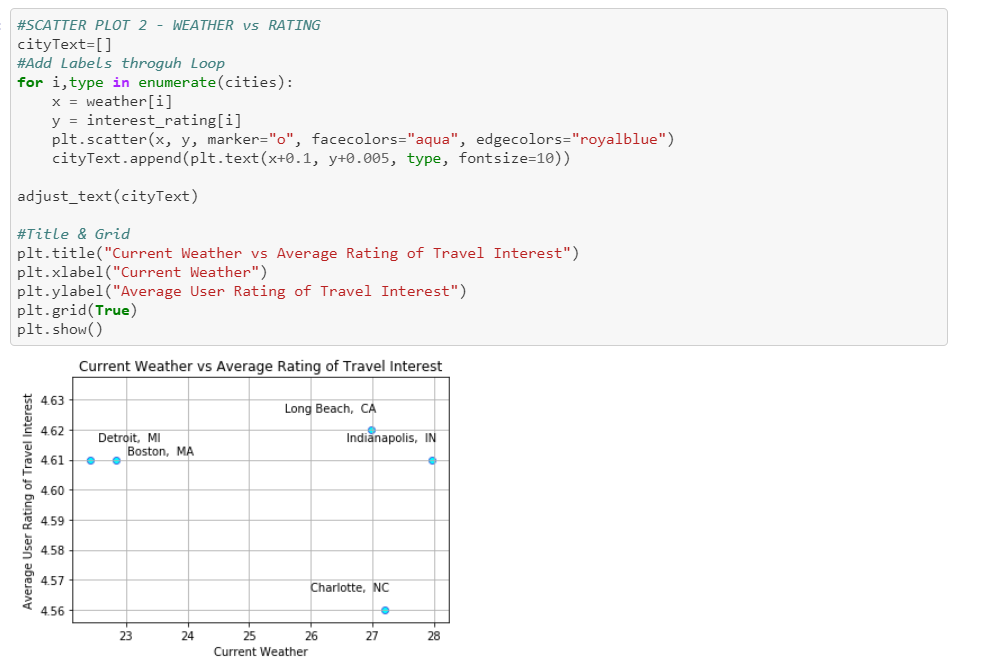 #SCATTER PLOT 2 - WEATHER vs RATING
cityText=[]
#Add Labels throguh Loop
for i,type in enumerate(cities):
    x = weather[i]
    y = interest_rating[i]
    plt.scatter(x, y, marker="o", facecolors="aqua", edgecolors="royalblue")
    cityText.append(plt.text(x+0.1, y+0.005, type, fontsize=10))

adjust_text(cityText)

#Title & Grid
plt.title("Current Weather vs Average Rating of Travel Interest")
plt.xlabel("Current Weather")
plt.ylabel("Average User Rating of Travel Interest")
plt.grid(True)
plt.show()
Current Weather vs Average Rating of Travel Interest
Average User Rating of Travel Interest
4.63
4.62
4.61
4.60
4.59
4.58
4.57
4.56
Long Beach, CA
Detroit, MI
Indianapolis, IN
Boston, MA
Charlotte, NC
23 24 25 26 27 28
Current Weather